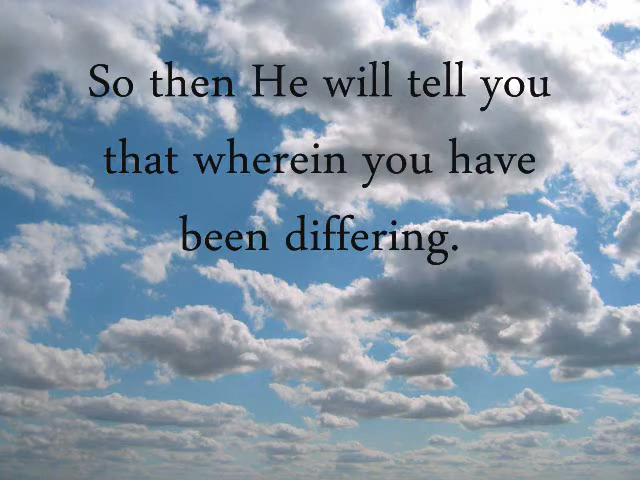 So then He will tell you
that wherein you have
been differing.